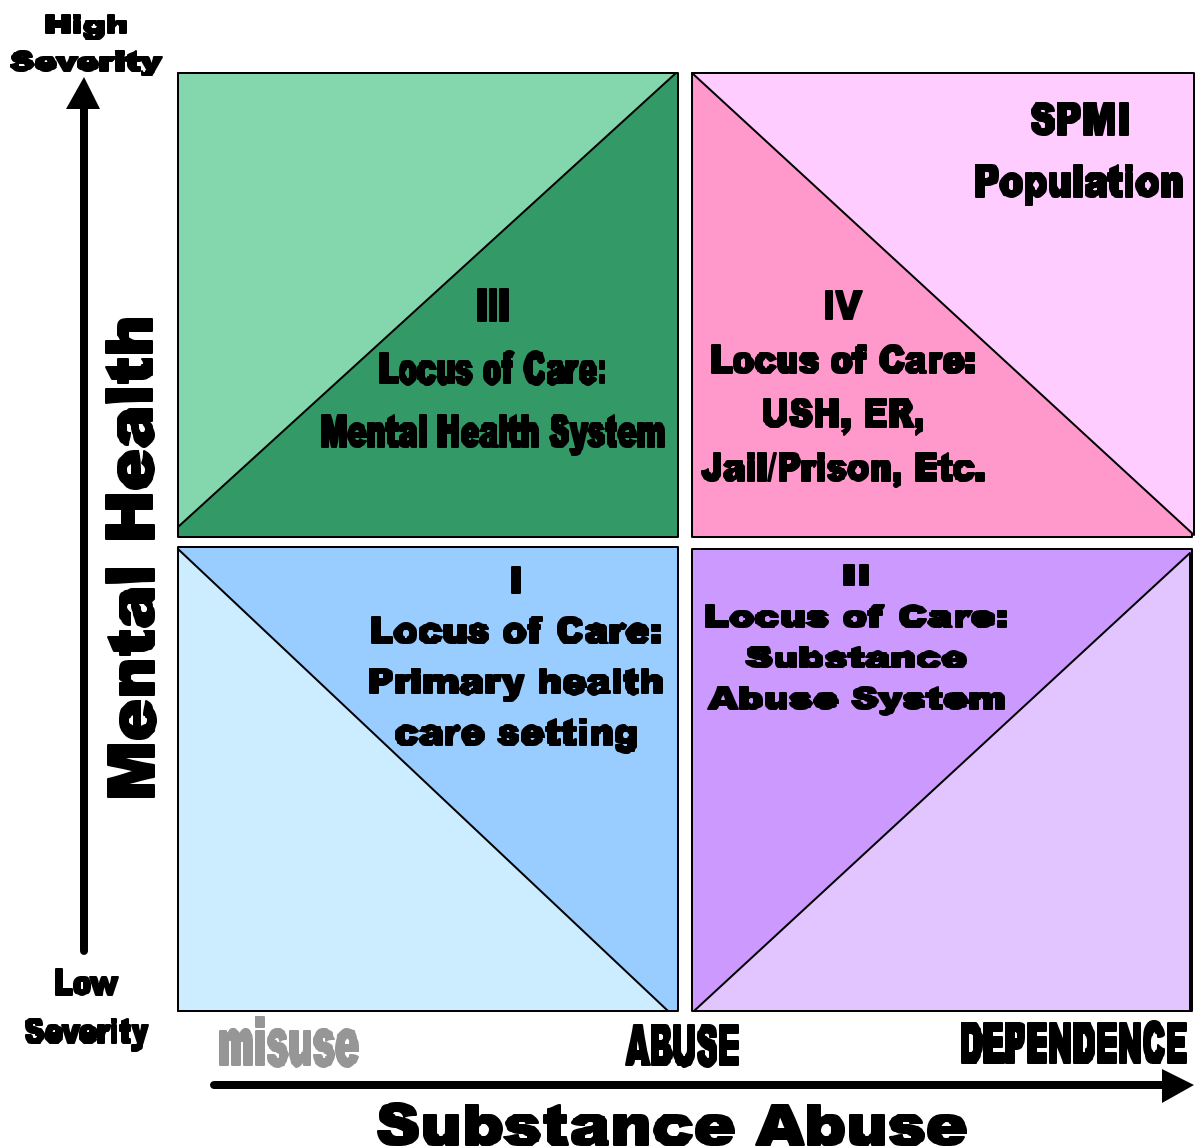 High
Severity
SPMI
Population
III
Locus of Care:
Mental Health System
IV
Locus of Care:
USH, ER,
Jail/Prison, Etc.
Mental Health
I
Locus of Care:
Primary health
care setting
II
Locus of Care:
Substance
Abuse System
Low
Severity
misuse
ABUSE
DEPENDENCE
Substance Abuse